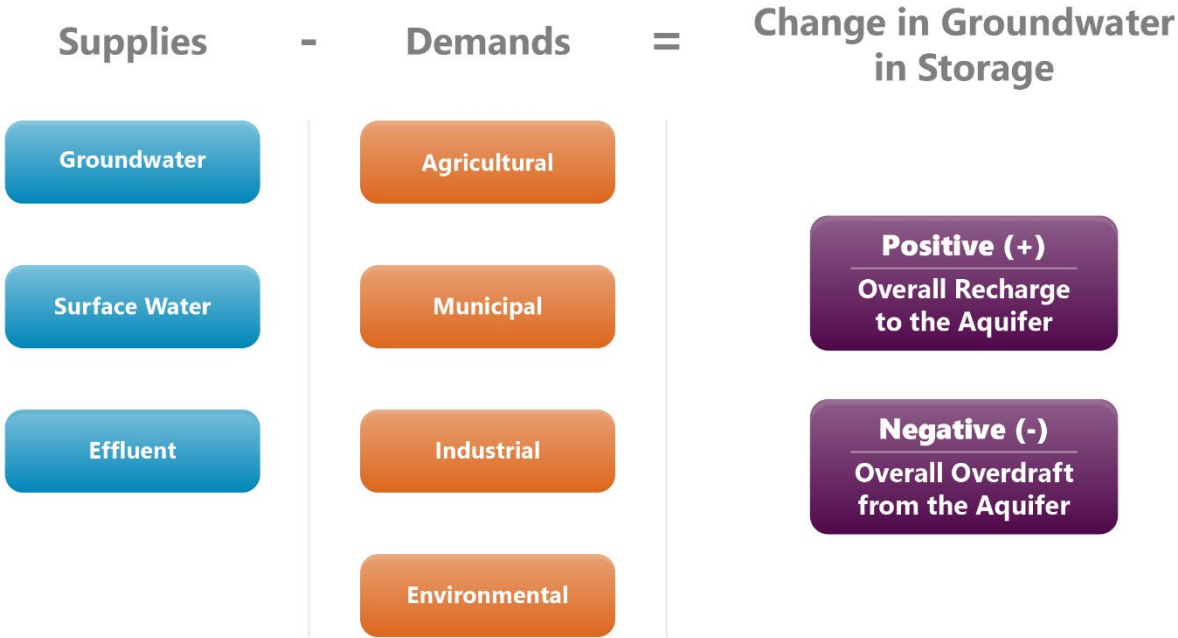 Supplies - Demands = Change in Groundwater
in Storage
Groundwater
Surface Water
Effluent
Agricultural
Municipal
Industrial
Environmental
Positive (+)
Overall Recharge
to the Aquifer
Negative (-)
Overall Overdraft
from the Aquifer